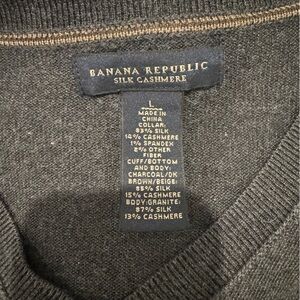 BANANA REPUBLIC
SILK CASHMERE
L
MADE IN
CHINA
COLLAR:
83% SILK
14% CASHMERE
1% SPANDEX
2% OTHER
FIBER
CUFF/BOTTOM
AND BODY:
CHARCOAL/DK
BROWN/BEIGE:
85% SILK
15% CASHMERE
BODY:GRANITE:
87% SILK
13% CASHMERE